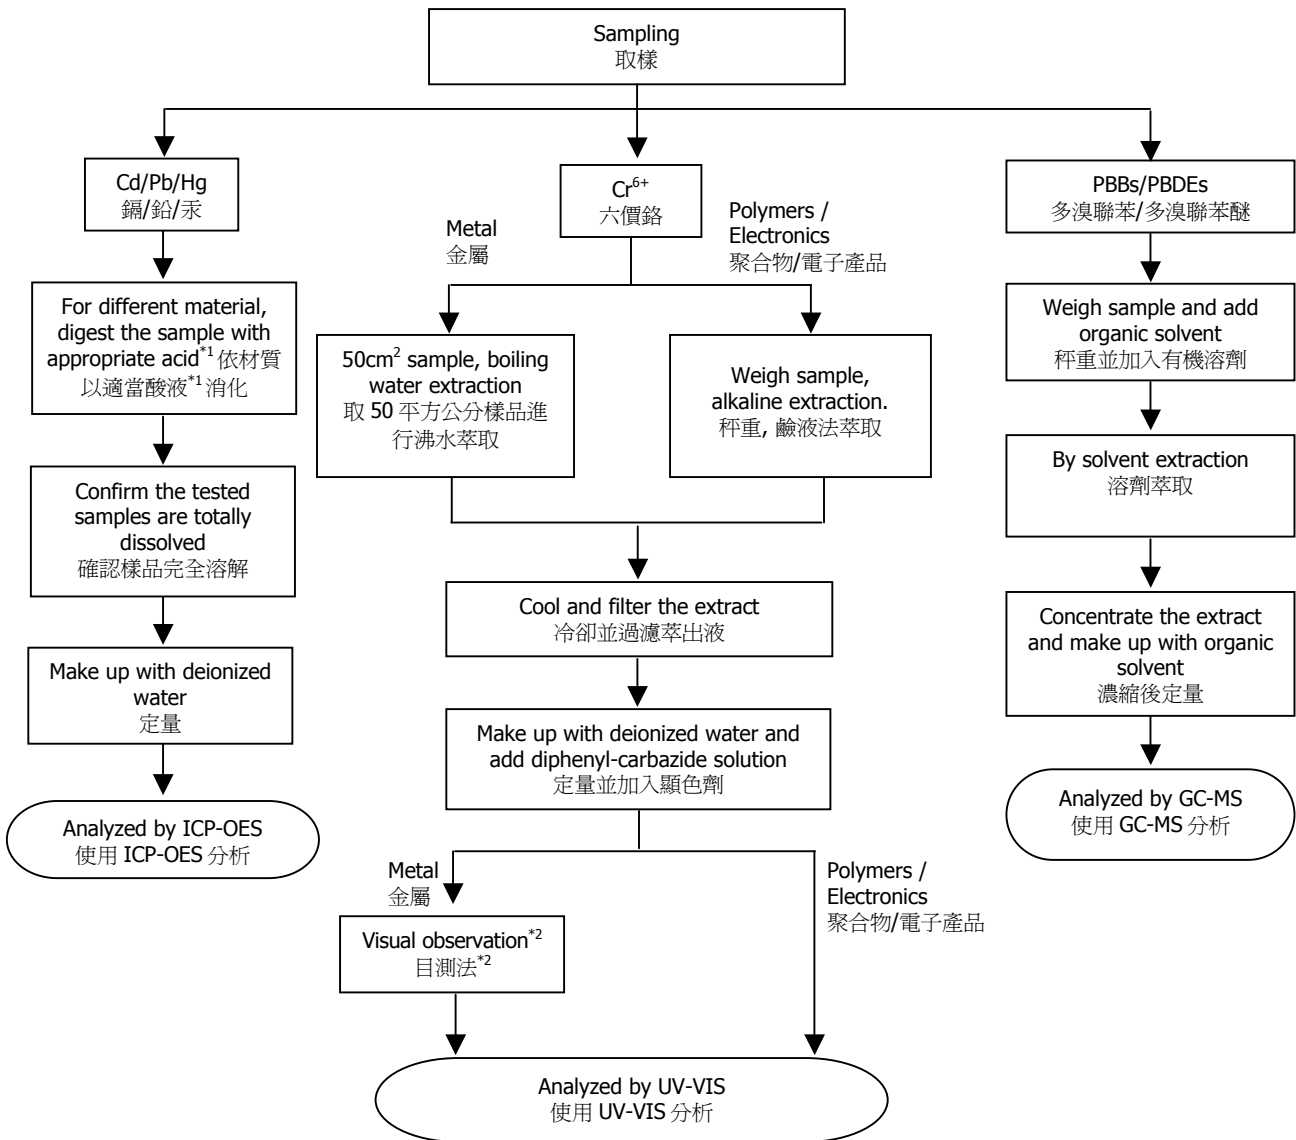 Sampling
取樣
Cd/Pb/Hg
鎘/鉛/汞
For different material,
digest the sample with
appropriate acid*1 依材質
以適當酸液*1 消化
Confirm the tested
samples are totally
dissolved
確認樣品完全溶解
Make up with deionized
water
定量
Analyzed by ICP-OES
使用 ICP-OES 分析
Cr6+
六價鉻
Metal
金屬
Polymers /
Electronics
聚合物/電子產品
50cm2 sample, boiling
water extraction
取 50 平方公分樣品進
行沸水萃取
Weigh sample,
alkaline extraction.
秤重, 鹼液法萃取
Cool and filter the extract
冷卻並過濾萃出液
Make up with deionized water and
add diphenyl-carbazide solution
定量並加入顯色劑
Metal
金屬
Polymers /
Electronics
聚合物/電子產品
Visual observation*2
目測法*2
Analyzed by UV-VIS
使用 UV-VIS 分析
PBBs/PBDEs
多溴聯苯/多溴聯苯醚
Weigh sample and add
organic solvent
秤重並加入有機溶劑
By solvent extraction
溶劑萃取
Concentrate the extract
and make up with organic
solvent
濃縮後定量
Analyzed by GC-MS
使用 GC-MS 分析